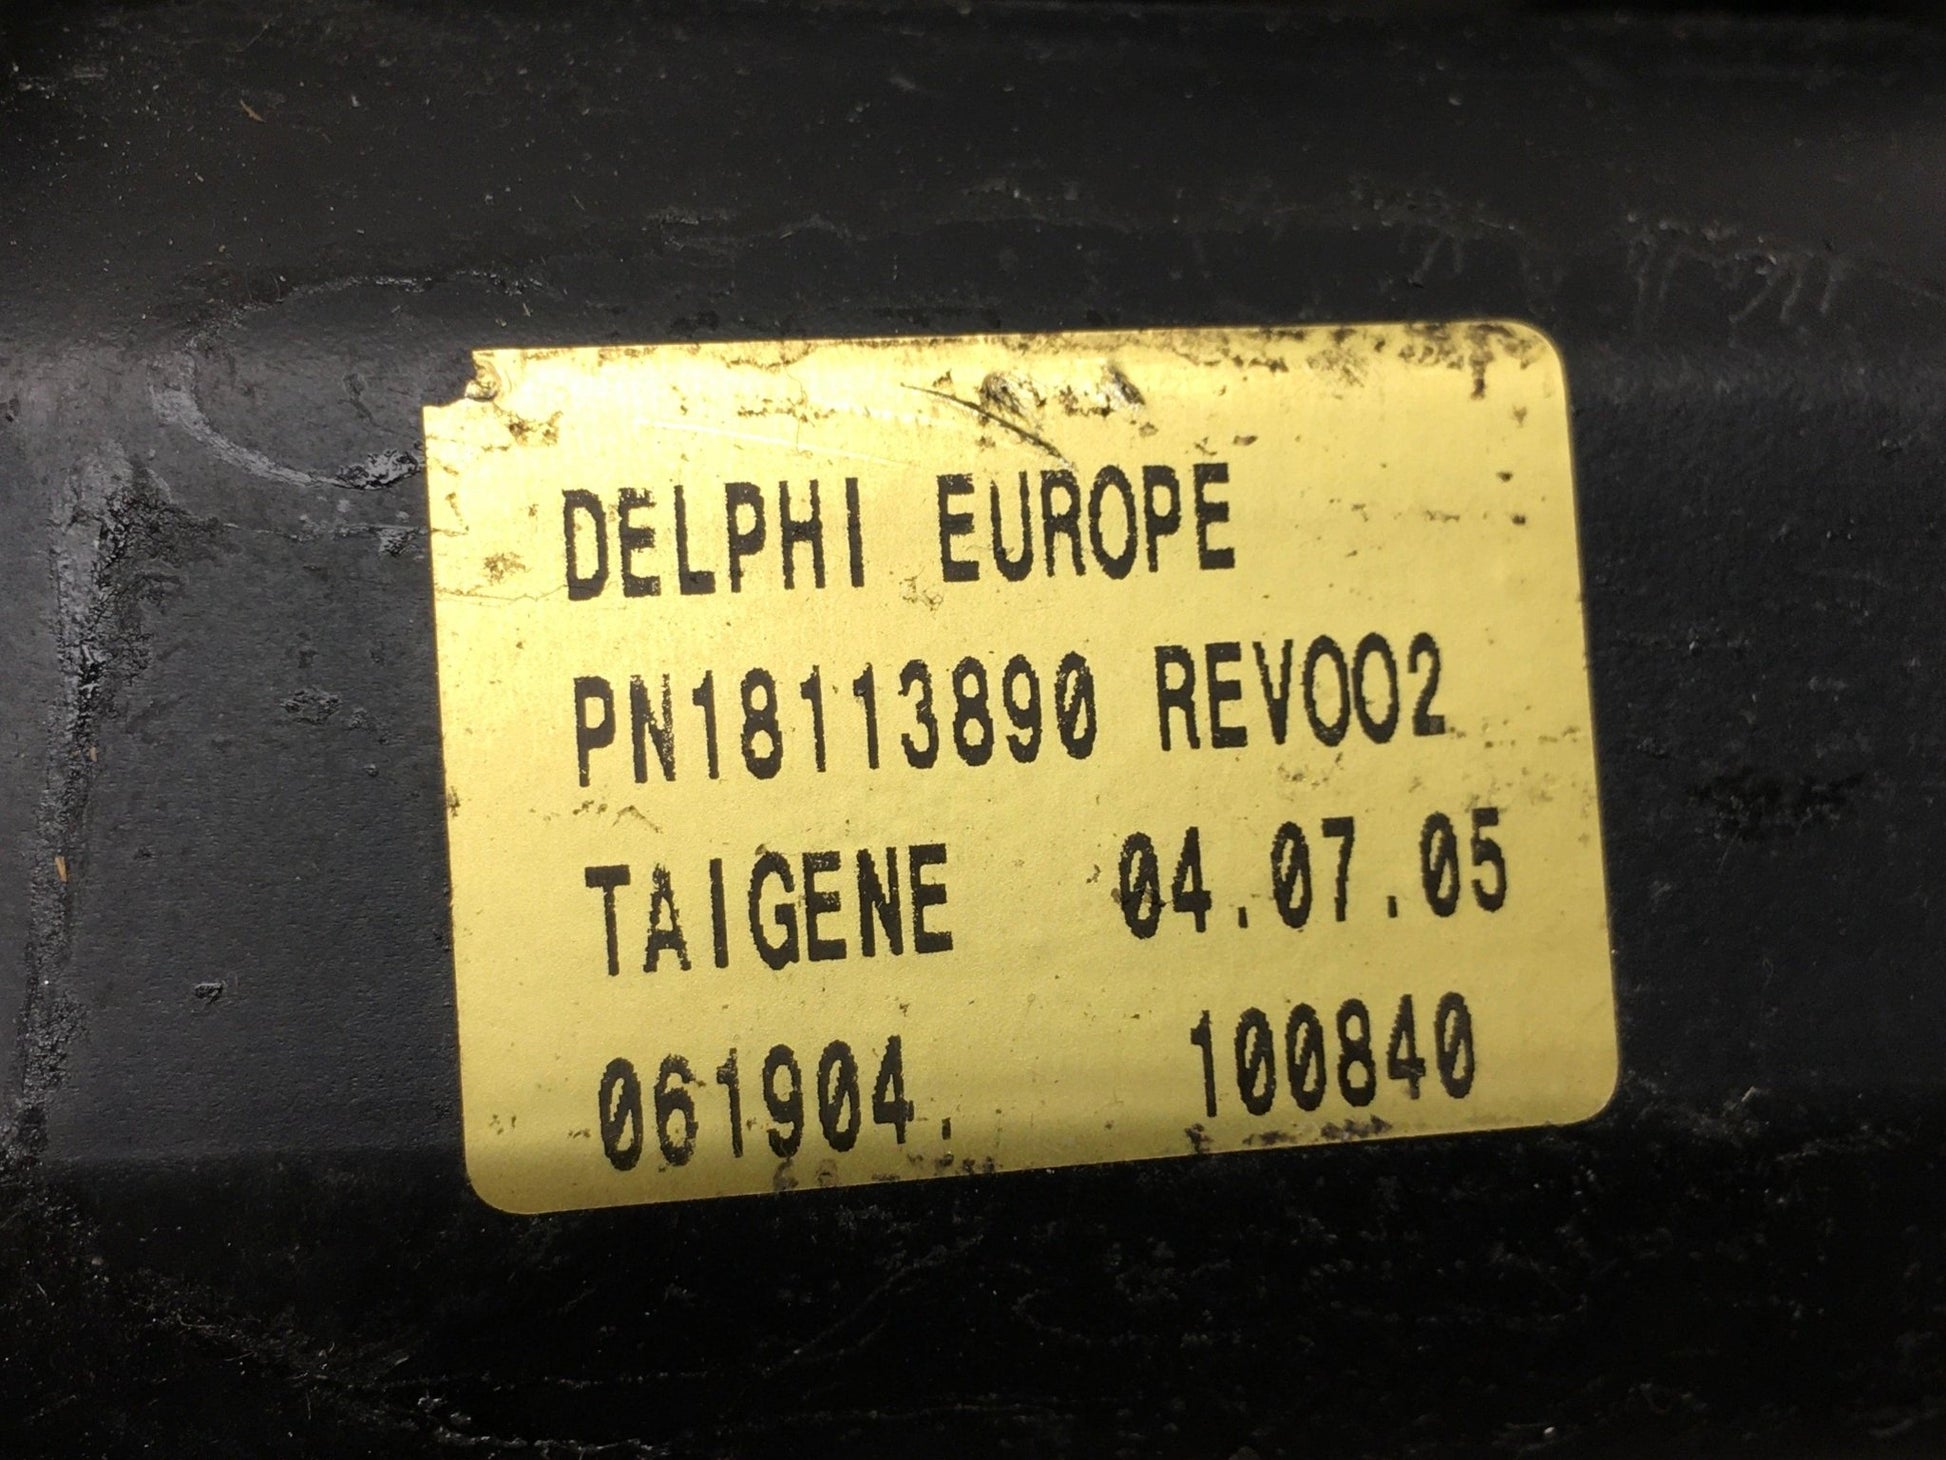 DELPHI EUROPE
PN18113890 REV002
TAIGENE 04.07.05
061904. 100840